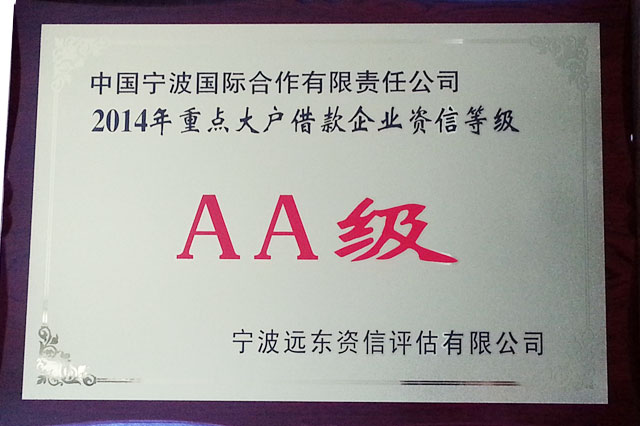 中国宁波国际合作有限责任公司
2014年重点大户借款企业资信等级
AA级
宁波远东资信评估有限公司